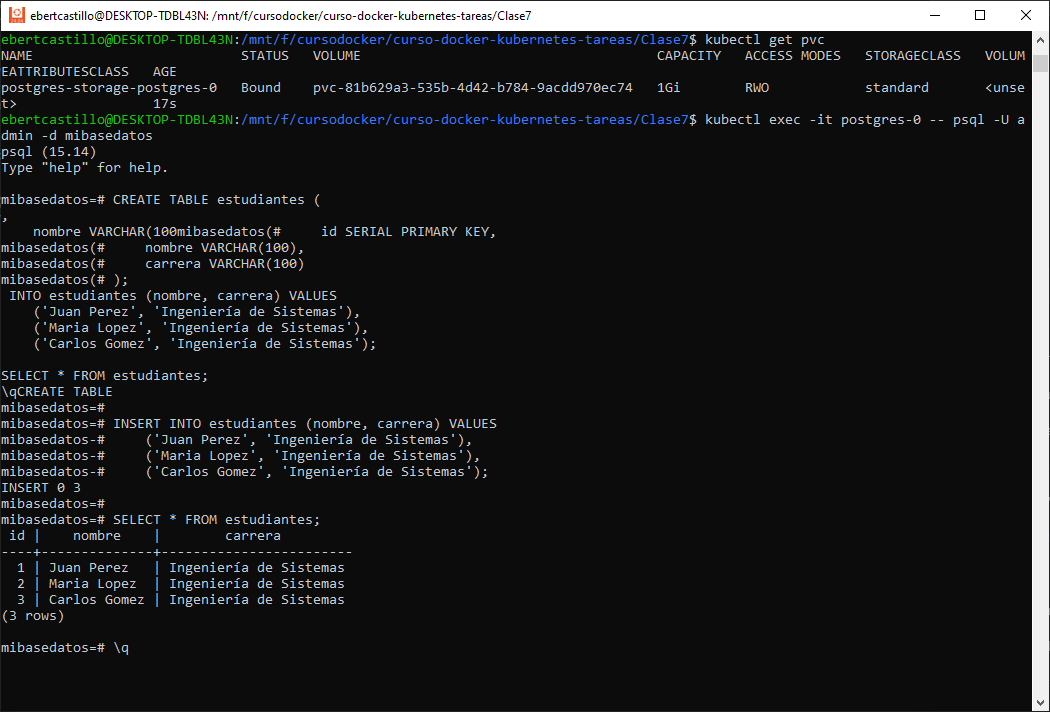 ebertcastillo@DESKTOP-TDBL43N: /mnt/f/cursodocker/curso-docker-kubernetes-tareas/Clase7
ebertcastillo@DESKTOP-TDBL43N:/mnt/f/cursodocker/curso-docker-kubernetes-tareas/Clase7$ kubectl get pvc
NAME                          STATUS   VOLUME                                     CAPACITY   ACCESS MODES   STORAGECLASS   VOLUM
EATTRIBUTESCLASS   AGE
postgres-storage-postgres-0   Bound    pvc-81b629a3-535b-4d42-b784-9acdd970ec74   1Gi        RWO            standard       <unse
t>                 17s
ebertcastillo@DESKTOP-TDBL43N:/mnt/f/cursodocker/curso-docker-kubernetes-tareas/Clase7$ kubectl exec -it postgres-0 -- psql -U a
dmin -d mibasedatos
psql (15.14)
Type "help" for help.
mibasedatos=# CREATE TABLE estudiantes (
,
    nombre VARCHAR(100mibasedatos(#     id SERIAL PRIMARY KEY,
mibasedatos(#     nombre VARCHAR(100),
mibasedatos(#     carrera VARCHAR(100)
mibasedatos(# );
 INTO estudiantes (nombre, carrera) VALUES
    ('Juan Perez', 'Ingeniería de Sistemas'),
    ('Maria Lopez', 'Ingeniería de Sistemas'),
    ('Carlos Gomez', 'Ingeniería de Sistemas');
SELECT * FROM estudiantes;
\qCREATE TABLE
mibasedatos=#
mibasedatos=# INSERT INTO estudiantes (nombre, carrera) VALUES
mibasedatos-#     ('Juan Perez', 'Ingeniería de Sistemas'),
mibasedatos-#     ('Maria Lopez', 'Ingeniería de Sistemas'),
mibasedatos-#     ('Carlos Gomez', 'Ingeniería de Sistemas');
INSERT 0 3
mibasedatos=#
mibasedatos=# SELECT * FROM estudiantes;
 id |    nombre    |        carrera
----+--------------+------------------------
  1 | Juan Perez   | Ingeniería de Sistemas
  2 | Maria Lopez  | Ingeniería de Sistemas
  3 | Carlos Gomez | Ingeniería de Sistemas
(3 rows)
mibasedatos=# \q